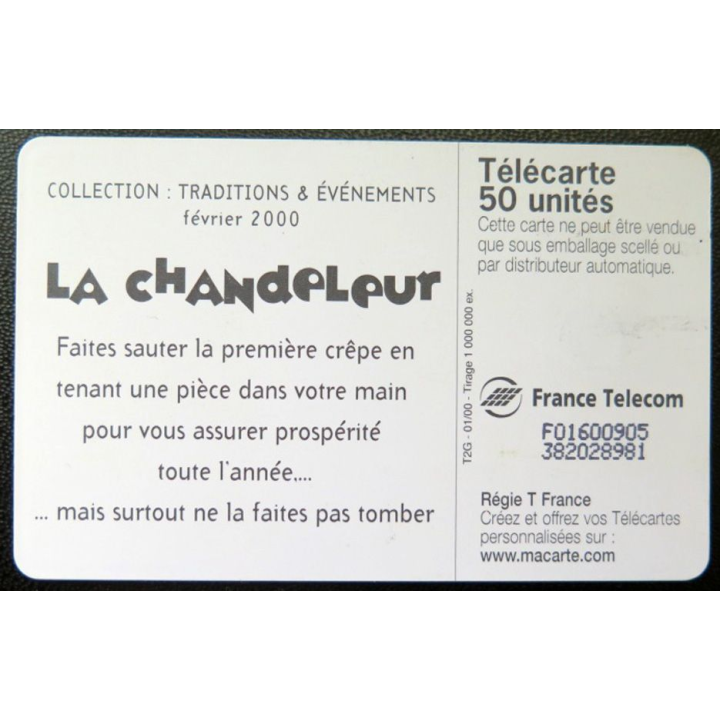 COLLECTION : TRADITIONS & ÉVÉNEMENTS
février 2000
LA CHANDELEUR
Faites sauter la première crêpe en
tenant une pièce dans votre main
pour vous assurer prospérité
toute l'année,...
... mais surtout ne la faites pas tomber
T2G - 01/00 - Tirage 1 000 000 ex.
Télécarte
50 unités
Cette carte ne peut être vendue
que sous emballage scellé ou
par distributeur automatique.
France Telecom
F01600905
382028981
Régie T France
Créez et offrez vos Télécartes
personnalisées sur :
www.macarte.com